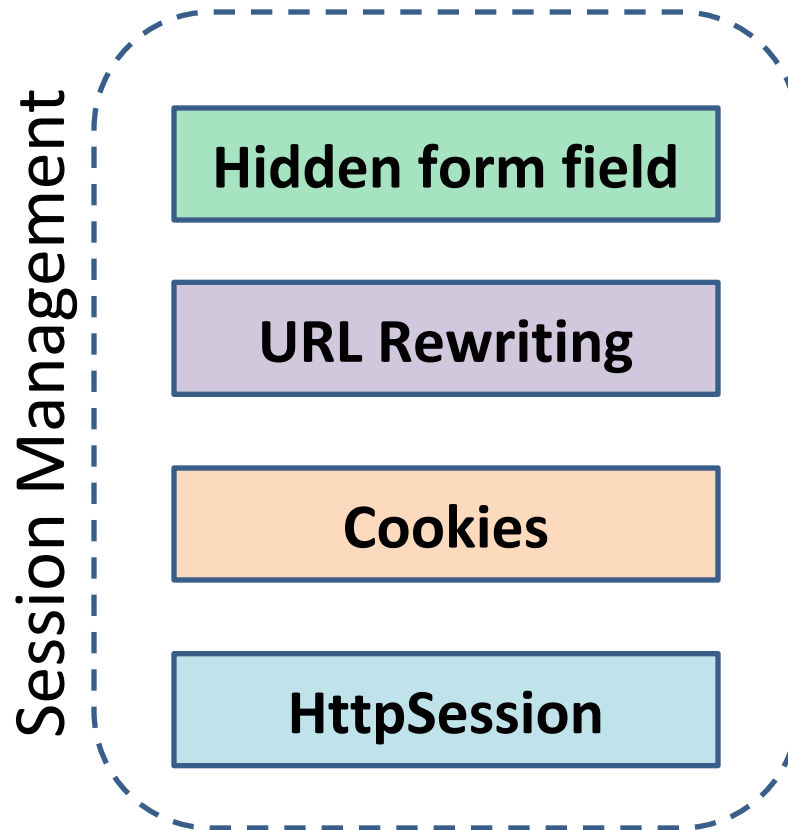 Session Management
Hidden form field
URL Rewriting
Cookies
HttpSession